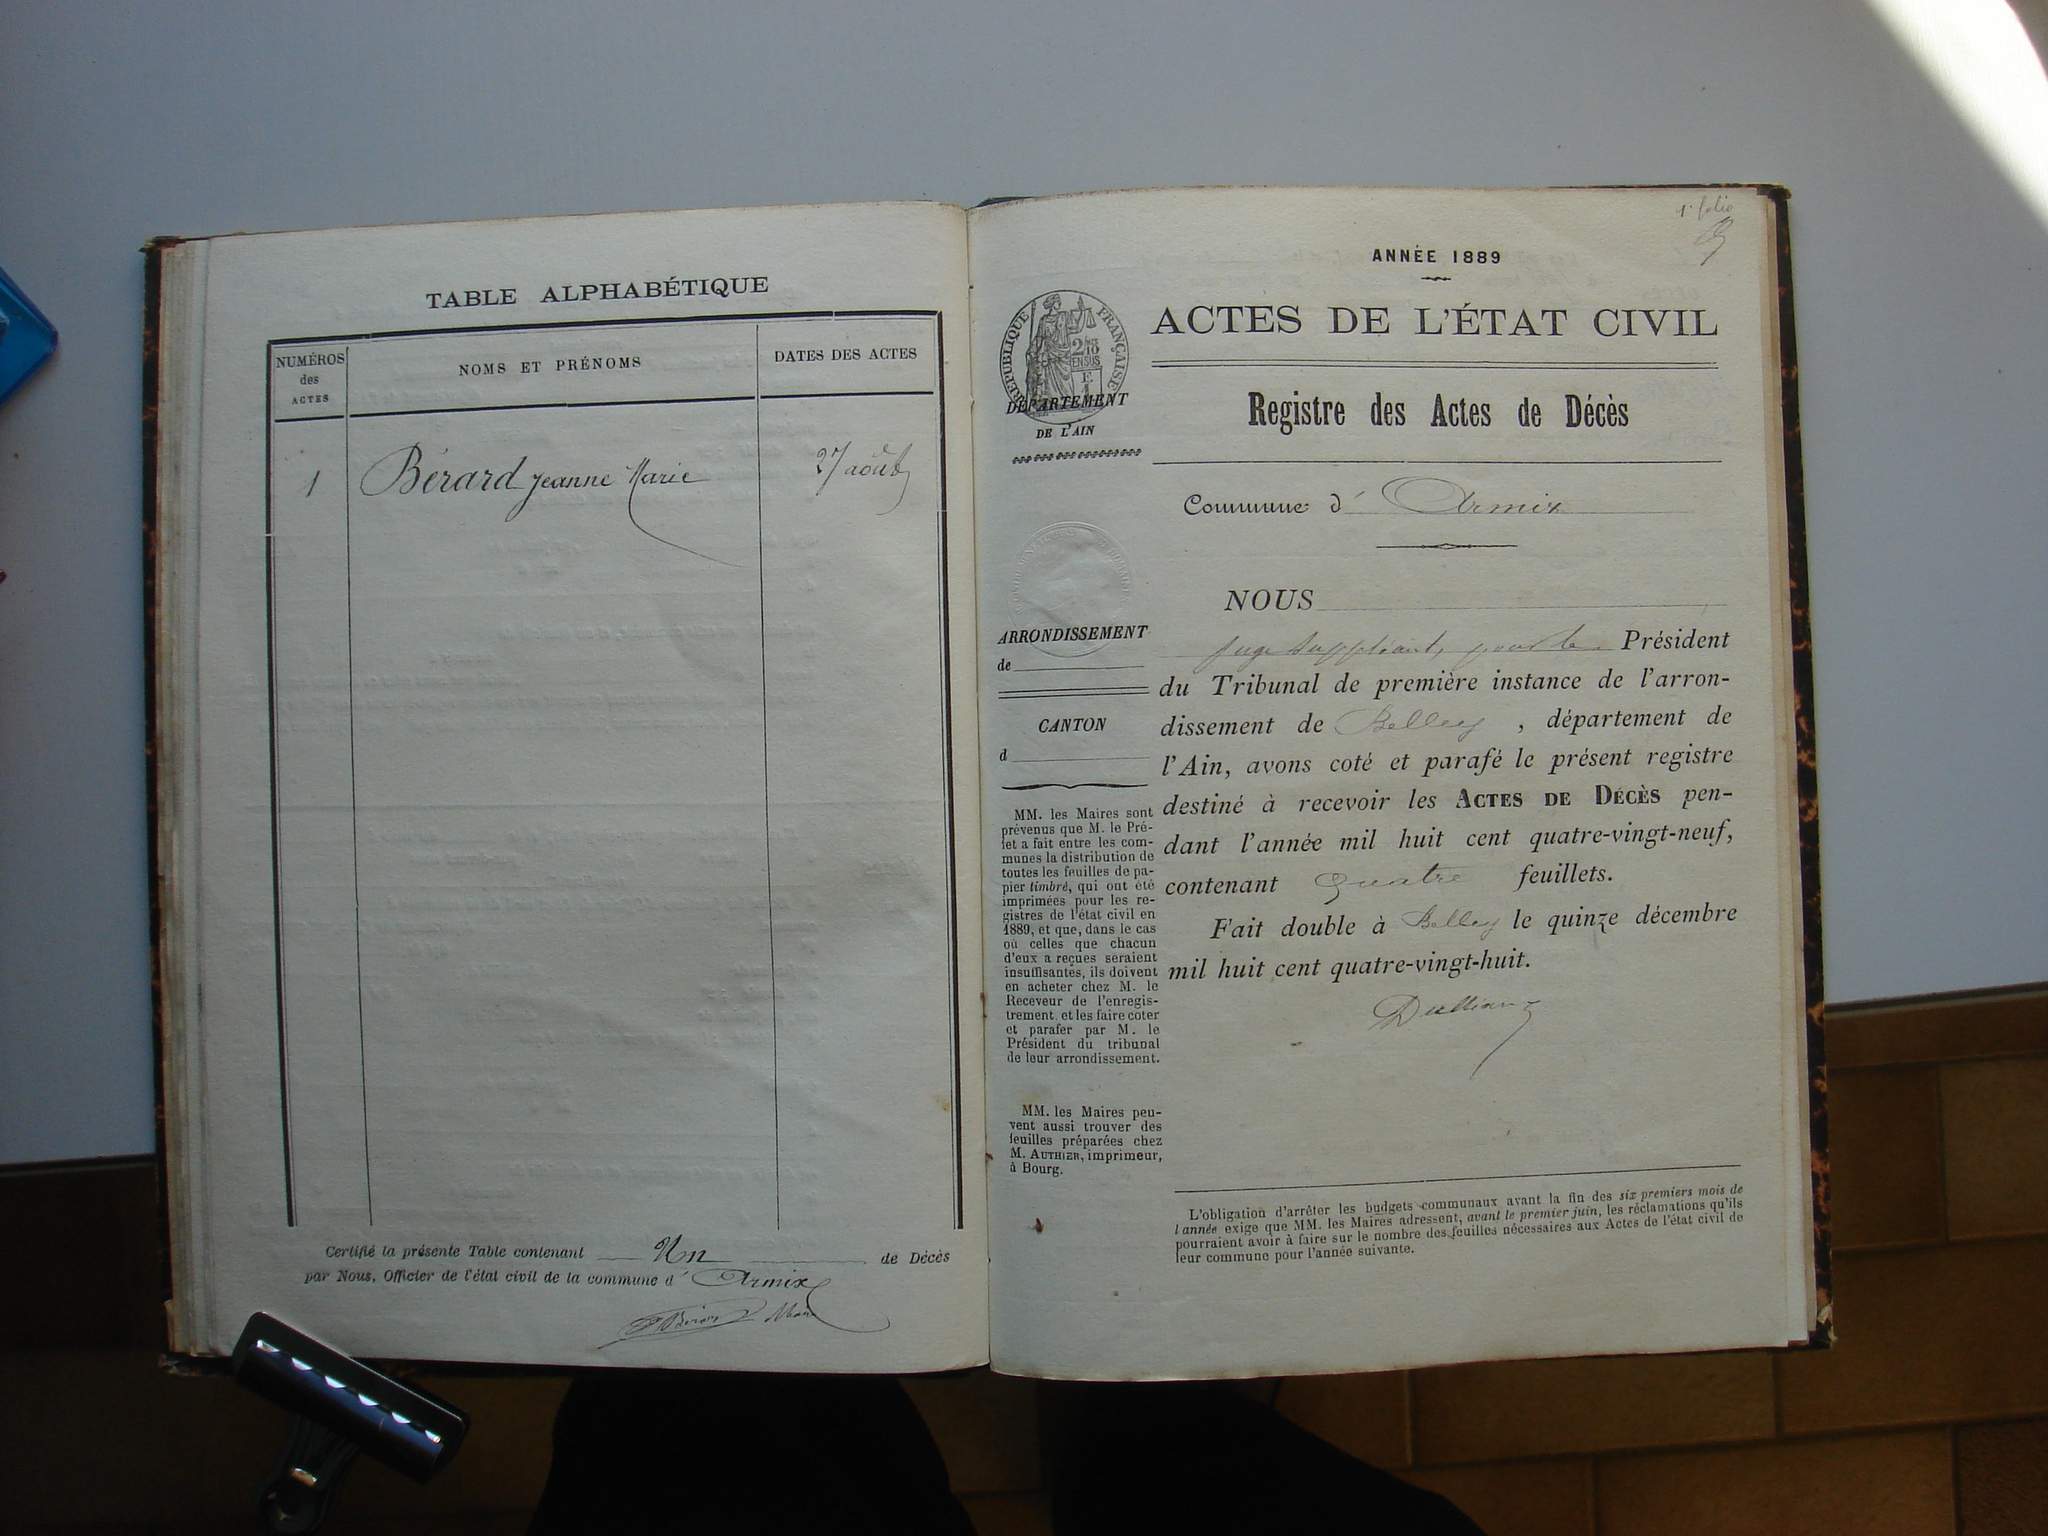 TABLE ALPHABÉTIQUE
NUMÉROS
des
ACTES
NOMS ET PRÉNOMS
DATES DES ACTES
1
Bérard Jeanne Marie
27 août
Certifié la présente Table contenant Un de Décès
par Nous, Officier de l'état civil de la commune d' Armix
1er folio
ANNÉE 1889
ACTES DE L'ÉTAT CIVIL
RÉPUBLIQUE FRANÇAISE
2/10
EN SUS
DÉPARTEMENT
DE L'AIN
Registre des Actes de Décès
Commune d' Armix
NOUS
juge suppléant, pour le Président
du Tribunal de première instance de l'arron-
dissement de Belley, département de
l'Ain, avons coté et parafé le présent registre
destiné à recevoir les ACTES DE DÉCÈS pen-
dant l'année mil huit cent quatre-vingt-neuf,
contenant quatre feuillets.
Fait double à Belley le quinze décembre
mil huit cent quatre-vingt-huit.
ARRONDISSEMENT
de
CANTON
d
MM. les Maires sont
prévenus que M. le Pré-
fet a fait entre les com-
munes la distribution de
toutes les feuilles de pa-
pier timbré, qui ont été
imprimées pour les re-
gistres de l'état civil en
1889, et que, dans le cas
où celles que chacun
d'eux a reçues seraient
insuffisantes, ils doivent
en acheter chez M. le
Receveur de l'enregis-
trement et les faire coter
et parafer par M. le
Président du tribunal
de leur arrondissement.
MM. les Maires peu-
vent aussi trouver des
feuilles préparées chez
M. AUTHIER, imprimeur,
à Bourg.
L'obligation d'arrêter les budgets communaux avant la fin des six premiers mois de
l'année exige que MM. les Maires adressent, avant le premier juin, les réclamations qu'ils
pourraient avoir à faire sur le nombre des feuilles nécessaires aux Actes de l'état civil de
leur commune pour l'année suivante.